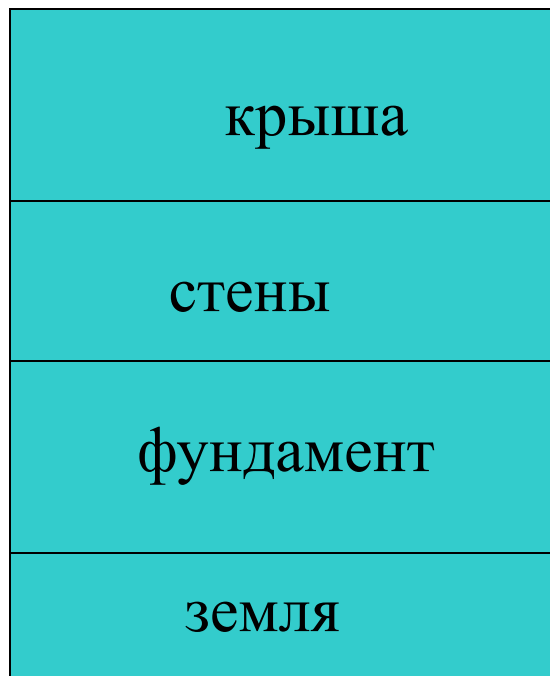 крыша
стены
фундамент
земля